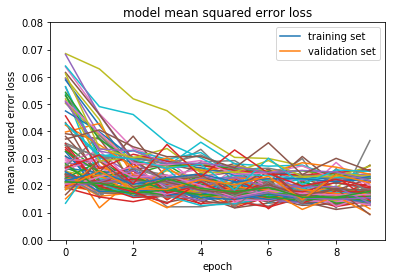 model mean squared error loss
training set
validation set
mean squared error loss
0.08
0.07
0.06
0.05
0.04
0.03
0.02
0.01
0.00
0 2 4 6 8
epoch